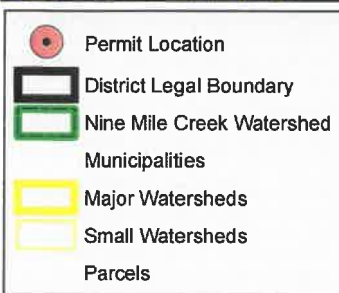 Permit Location
District Legal Boundary
Nine Mile Creek Watershed
Municipalities
Major Watersheds
Small Watersheds
Parcels